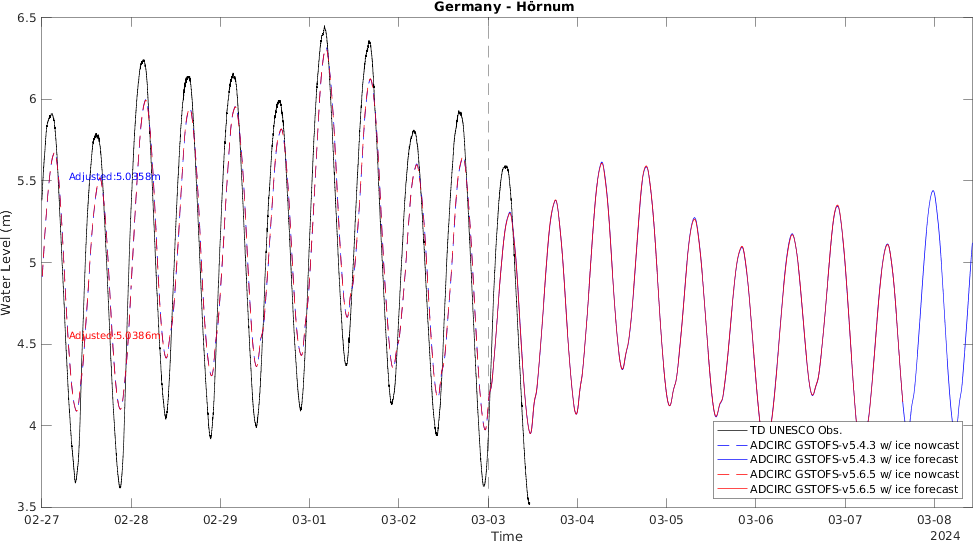 Germany - Hörnum
Water Level (m)
6.5
6
5.5
5
4.5
4
3.5
Adjusted:5.0358m
Adjusted:5.0386m
TD UNESCO Obs.
ADCIRC GSTOFS-v5.4.3 w/ ice nowcast
ADCIRC GSTOFS-v5.4.3 w/ ice forecast
ADCIRC GSTOFS-v5.6.5 w/ ice nowcast
ADCIRC GSTOFS-v5.6.5 w/ ice forecast
02-27 02-28 02-29 03-01 03-02 03-03 03-04 03-05 03-06 03-07 03-08
Time
2024